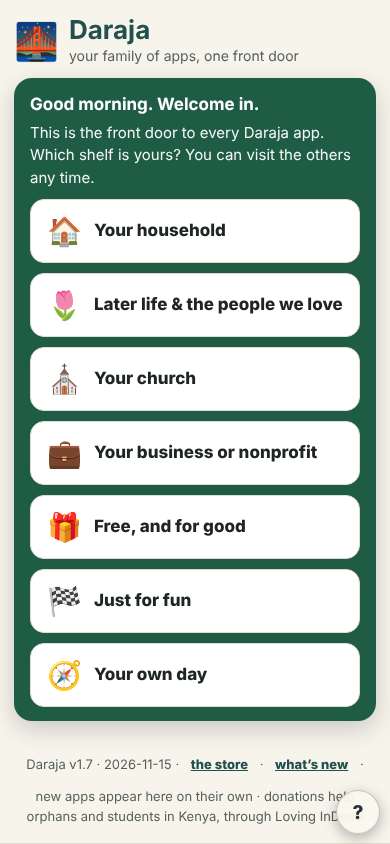 Daraja
your family of apps, one front door
Good morning. Welcome in.
This is the front door to every Daraja app.
Which shelf is yours? You can visit the others
any time.
Your household
Later life & the people we love
Your church
Your business or nonprofit
Free, and for good
Just for fun
Your own day
Daraja v1.7 · 2026-11-15 · the store · what’s new ·
new apps appear here on their own · donations
orphans and students in Kenya, through Loving
?